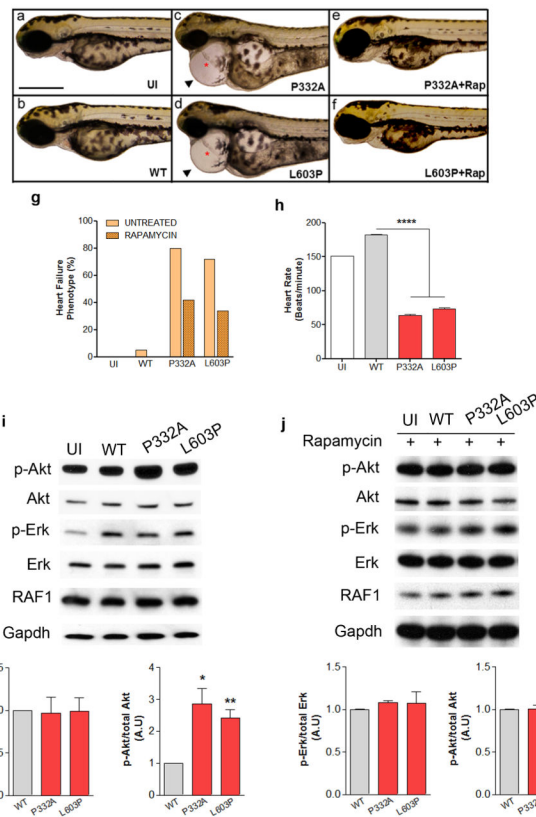 a
UI
b
WT
c
P332A
d
L603P
e
P332A+Rap
f
L603P+Rap
g
UNTREATED
RAPAMYCIN
Heart Failure
Phenotype (%)
100
80
60
40
20
0
UI
WT
P332A
L603P
h
****
Heart Rate
(Beats/minute)
200
150
100
50
0
UI
WT
P332A
L603P
i
UI
WT
P332A
L603P
p-Akt
Akt
p-Erk
Erk
RAF1
Gapdh
j
UI
WT
P332A
L603P
Rapamycin
+
+
+
+
p-Akt
Akt
p-Erk
Erk
RAF1
Gapdh
WT
P332A
L603P
p-Akt/total Akt
(A.U)
5
4
3
2
1
0
*
**
WT
P332A
L603P
p-Erk/total Erk
(A.U)
1.5
1.0
0.5
0.0
WT
P332A
L603P
p-Akt/total Akt
(A.U)
1.5
1.0
0.5
0.0
WT